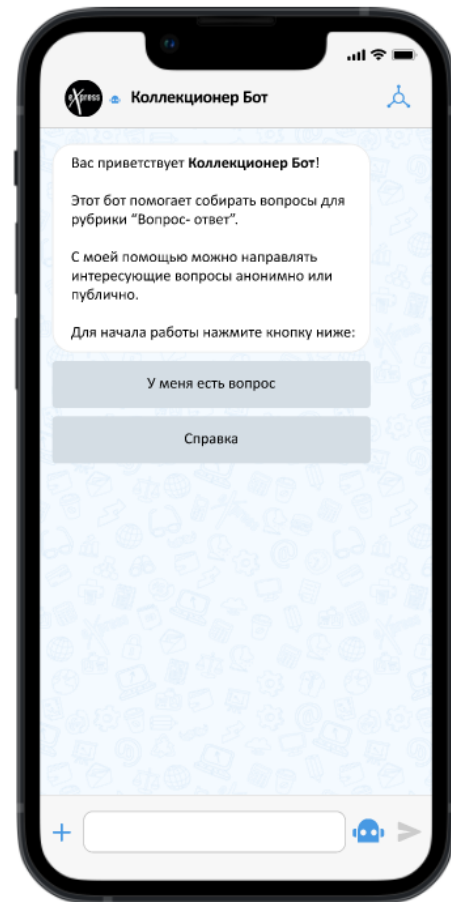 eXpress
Коллекционер Бот
Вас приветствует Коллекционер Бот!
Этот бот помогает собирать вопросы для
рубрики “Вопрос- ответ”.
С моей помощью можно направлять
интересующие вопросы анонимно или
публично.
Для начала работы нажмите кнопку ниже:
У меня есть вопрос
Справка